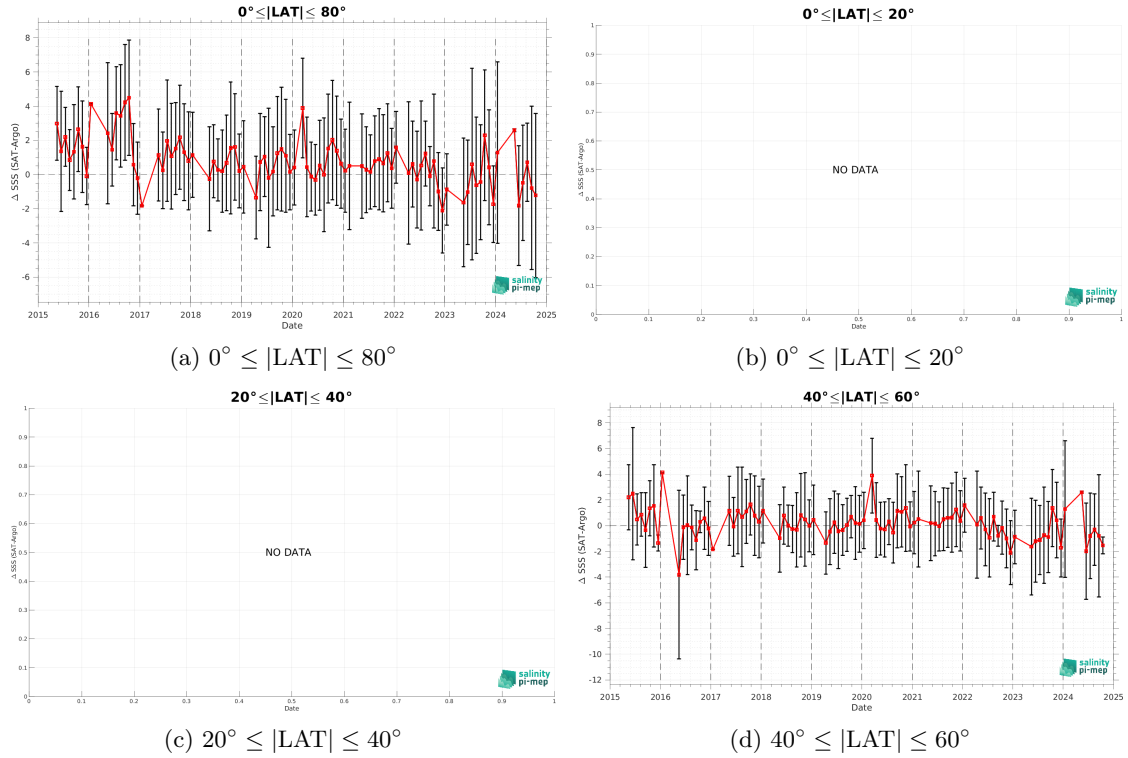 0°≤|LAT|≤ 80°
Δ SSS (SAT-Argo)
8
6
4
2
0
-2
-4
-6
2015 2016 2017 2018 2019 2020 2021 2022 2023 2024 2025
Date
salinity
pi-mep
(a) 0° ≤ |LAT| ≤ 80°
0°≤|LAT|≤ 20°
Δ SSS (SAT-Argo)
1
0.9
0.8
0.7
0.6
0.5
0.4
0.3
0.2
0.1
0
NO DATA
0 0.1 0.2 0.3 0.4 0.5 0.6 0.7 0.8 0.9 1
Date
salinity
pi-mep
(b) 0° ≤ |LAT| ≤ 20°
20°≤|LAT|≤ 40°
Δ SSS (SAT-Argo)
1
0.9
0.8
0.7
0.6
0.5
0.4
0.3
0.2
0.1
0
NO DATA
0 0.1 0.2 0.3 0.4 0.5 0.6 0.7 0.8 0.9 1
Date
salinity
pi-mep
(c) 20° ≤ |LAT| ≤ 40°
40°≤|LAT|≤ 60°
Δ SSS (SAT-Argo)
8
6
4
2
0
-2
-4
-6
-8
-10
-12
2015 2016 2017 2018 2019 2020 2021 2022 2023 2024 2025
Date
salinity
pi-mep
(d) 40° ≤ |LAT| ≤ 60°